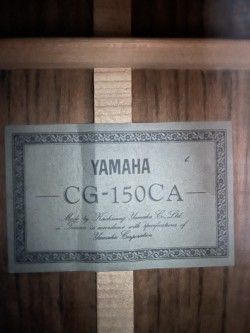 YAMAHA
CG-150CA
Made by Kaohsiung Yamaha Co., Ltd.
in Taiwan in accordance with specifications of
Yamaha Corporation